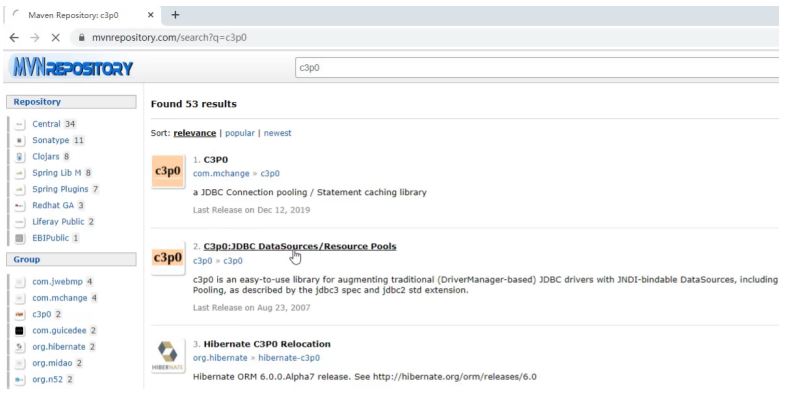 Maven Repository: c3p0
mvnrepository.com/search?q=c3p0
MVNREPOSITORY
c3p0
Repository
Central 34
Sonatype 11
Clojars 8
Spring Lib M 8
Spring Plugins 7
Redhat GA 3
Liferay Public 2
EBIPublic 1
Group
com.jwebmp 4
com.mchange 4
c3p0 2
com.guicedee 2
org.hibernate 2
org.midao 2
org.n52 2
Found 53 results
Sort: relevance | popular | newest
c3p0
1. C3P0
com.mchange » c3p0
a JDBC Connection pooling / Statement caching library
Last Release on Dec 12, 2019
c3p0
2. C3p0:JDBC DataSources/Resource Pools
c3p0 » c3p0
c3p0 is an easy-to-use library for augmenting traditional (DriverManager-based) JDBC drivers with JNDI-bindable DataSources, including
Pooling, as described by the jdbc3 spec and jdbc2 std extension.
Last Release on Aug 23, 2007
HIBERNATE
3. Hibernate C3P0 Relocation
org.hibernate » hibernate-c3p0
Hibernate ORM 6.0.0.Alpha7 release. See http://hibernate.org/orm/releases/6.0